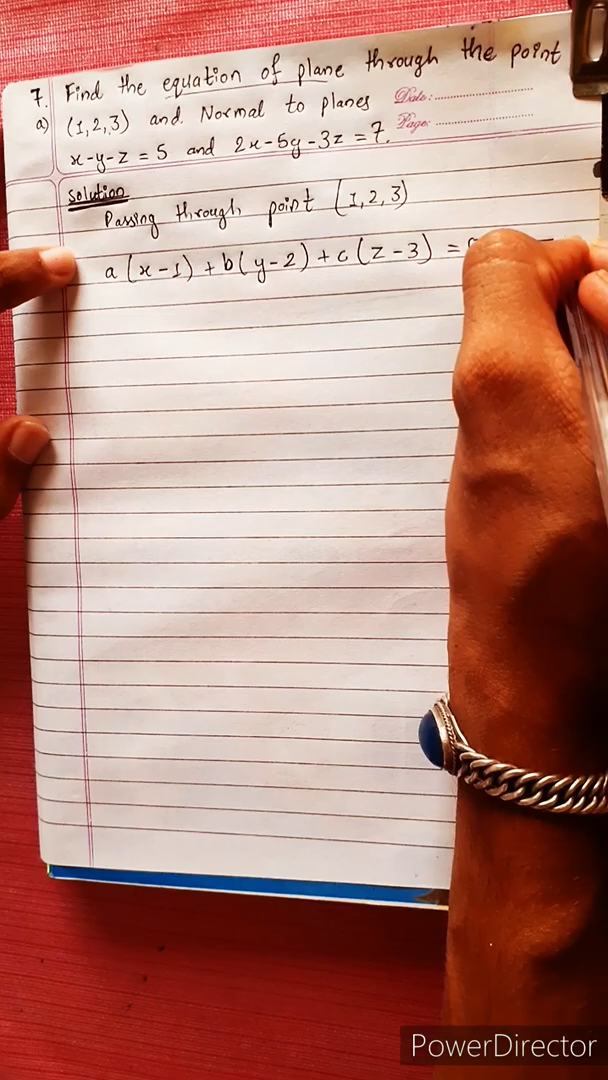 7. Find the equation of plane through the point
a) (1,2,3) and Normal to planes
Date:
x-y-z = 5 and 2x-5y-3z = 7.
Page:
Solution
Passing through point (1,2,3)
a(x-1) + b(y-2) + c(z-3) =
PowerDirector